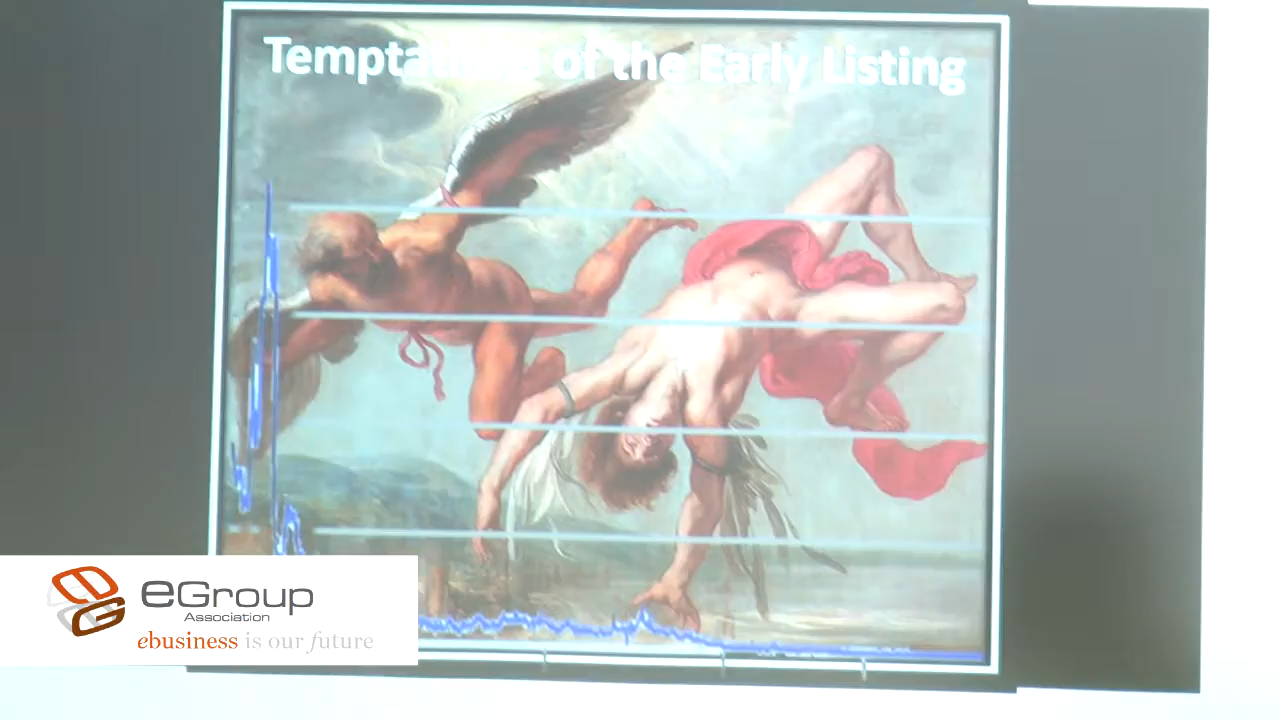 Temptations of the Early Listing
eGroup
Association
ebusiness is our future